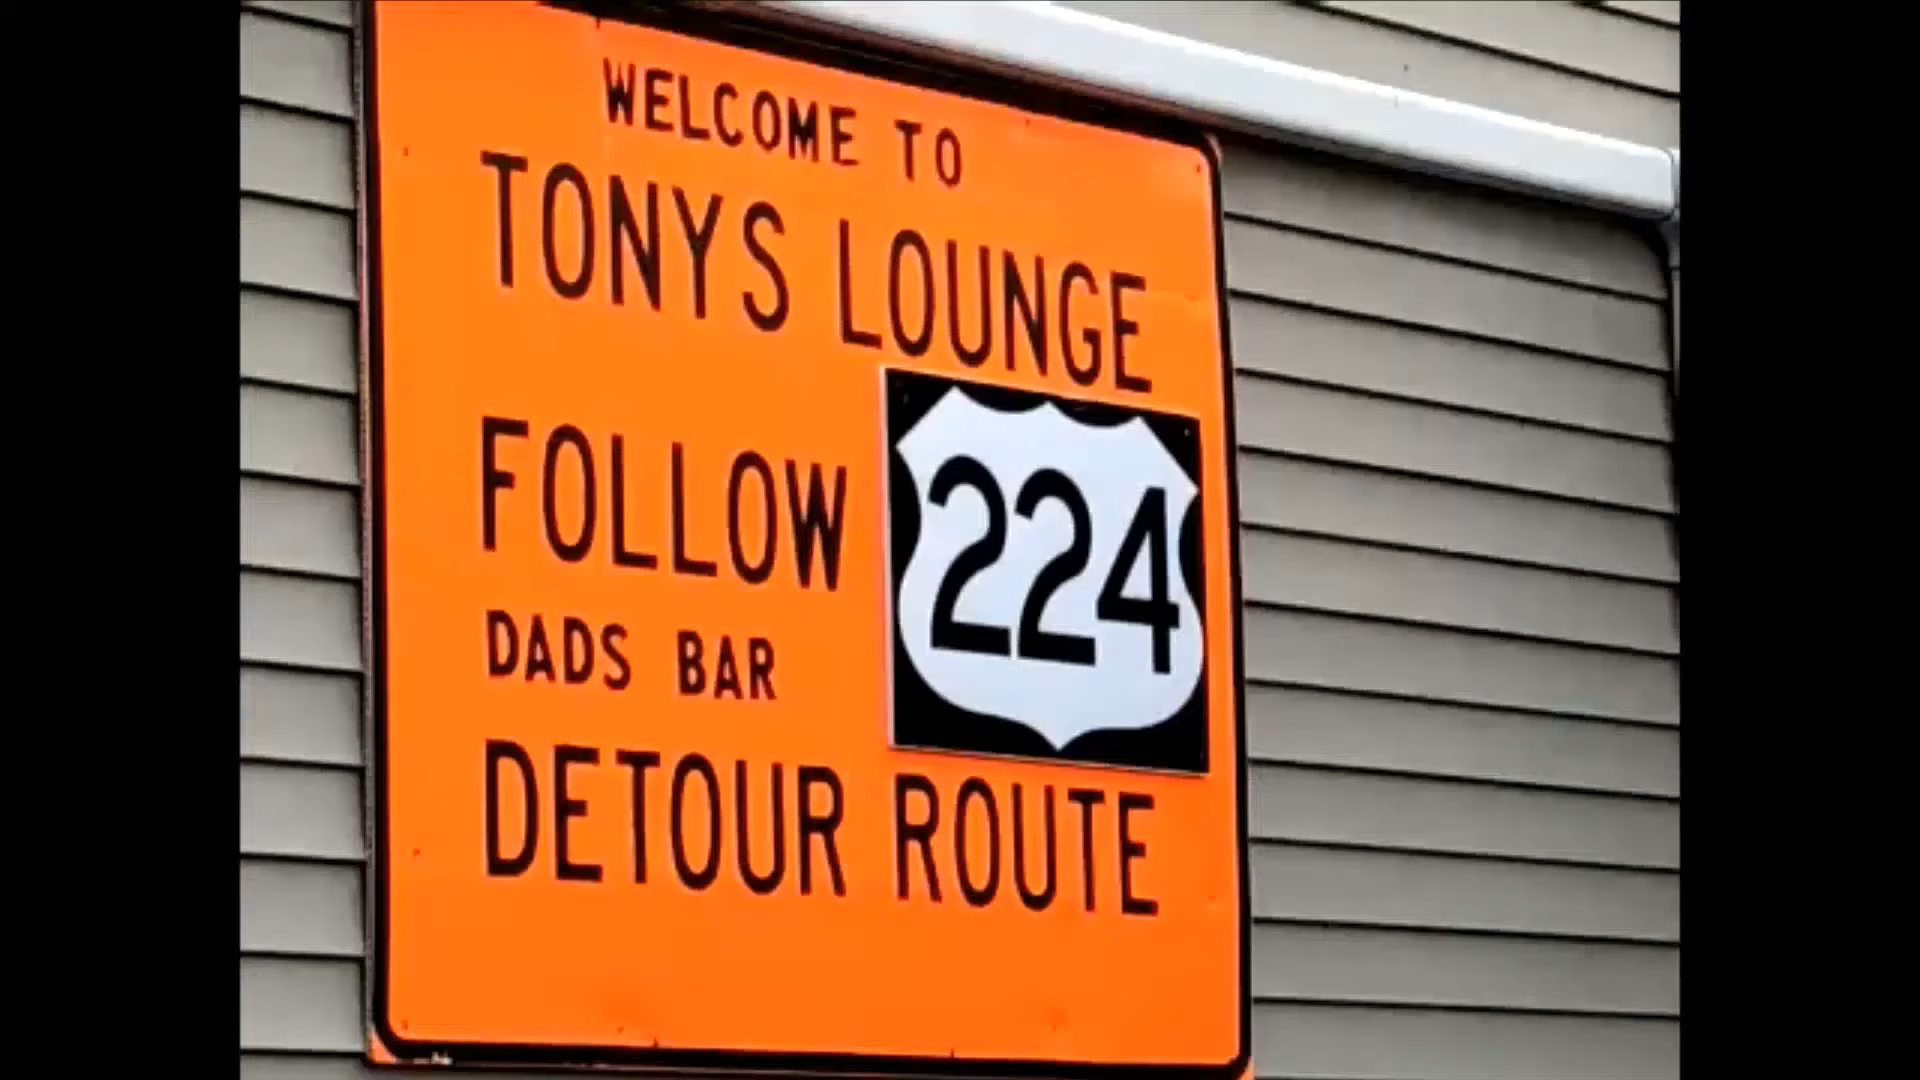 WELCOME TO
TONYS LOUNGE
FOLLOW 224
DADS BAR
DETOUR ROUTE